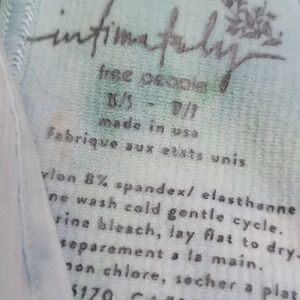 intimately
free people
XS/S - P/P
made in usa
fabrique aux etats unis
ylon 8% spandex/ elasthanne
ne wash cold gentle cycle.
rine bleach, lay flat to dry
separement a la main.
non chlore, secher a plat